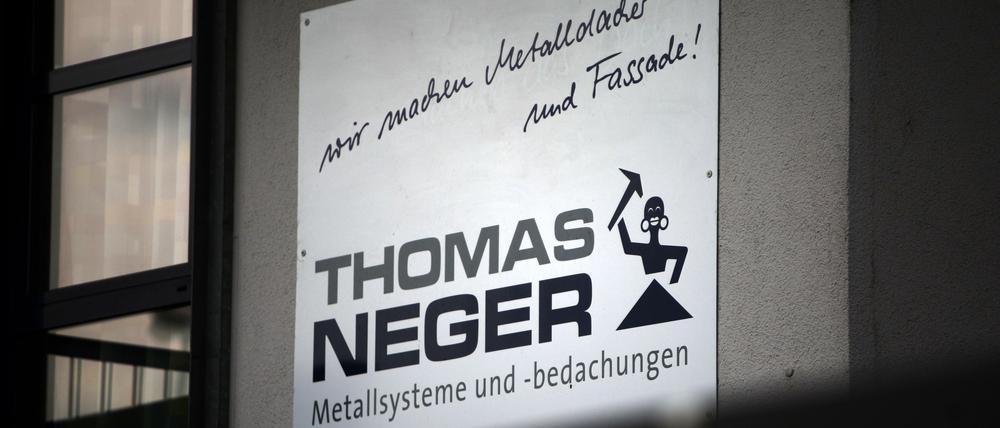 wir machen Metalldächer
und Fassade!
THOMAS
NEGER
Metallsysteme und -bedachungen